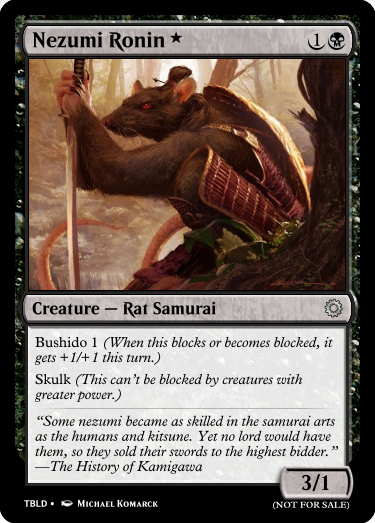 Nezumi Ronin ★ 1
Creature — Rat Samurai
Bushido 1 (When this blocks or becomes blocked, it
gets +1/+1 this turn.)
Skulk (This can't be blocked by creatures with
greater power.)
"Some nezumi became as skilled in the samurai arts
as the humans and kitsune. Yet no lord would have
them, so they sold their swords to the highest bidder."
—The History of Kamigawa
3/1
TBLD • Michael Komarck
(NOT FOR SALE)